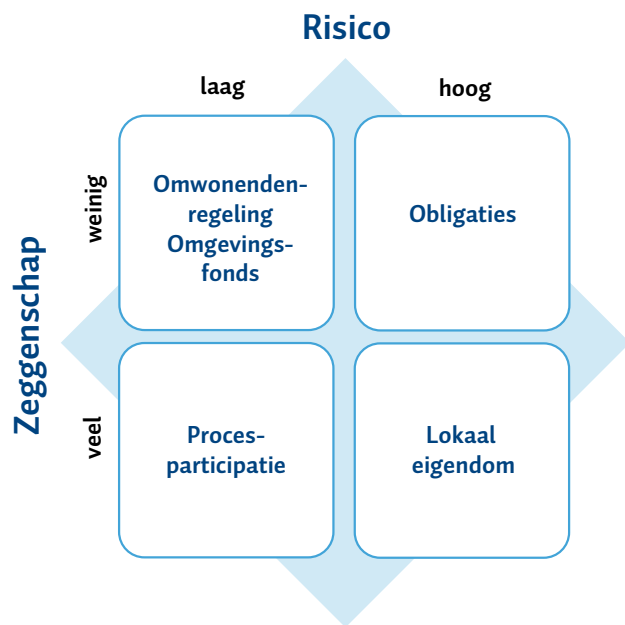 Risico
laag
hoog
Zeggenschap
weinig
Omwonenden-
regeling
Omgevings-
fonds
Obligaties
veel
Proces-
participatie
Lokaal
eigendom